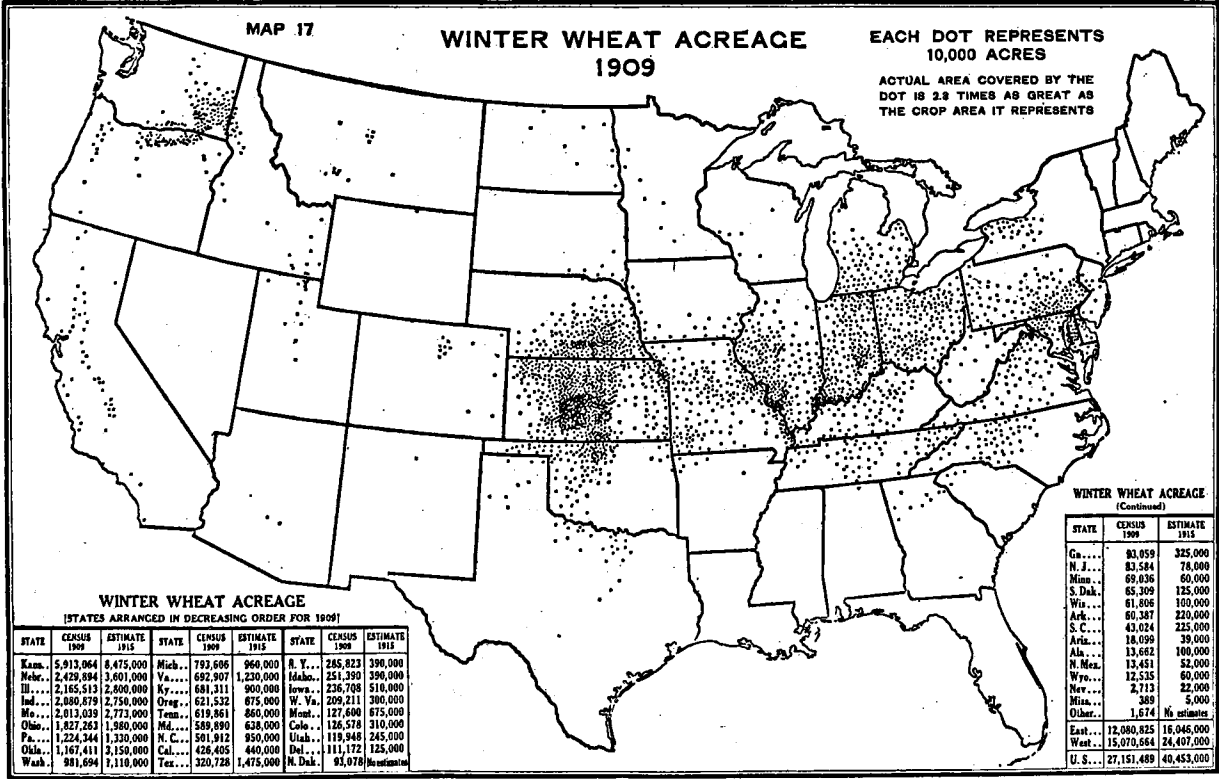 MAP 17
WINTER WHEAT ACREAGE
1909
EACH DOT REPRESENTS
10,000 ACRES
ACTUAL AREA COVERED BY THE
DOT IS 2.8 TIMES AS GREAT AS
THE CROP AREA IT REPRESENTS
WINTER WHEAT ACREAGE
[STATES ARRANGED IN DECREASING ORDER FOR 1909]
STATE CENSUS 1909 ESTIMATE 1915 STATE CENSUS 1909 ESTIMATE 1915 STATE CENSUS 1909 ESTIMATE 1915
Kans.. 5,913,064 8,475,000 Mich.. 793,606 960,000 N. Y... 285,823 390,000
Nebr.. 2,429,894 3,601,000 Va.... 692,907 1,230,000 Idaho.. 251,390 390,000
Ill.... 2,165,513 2,800,000 Ky.... 681,311 900,000 Iowa.. 236,708 510,000
Ind... 2,080,879 2,750,000 Oreg.. 621,532 675,000 W. Va. 209,211 300,000
Mo... 2,013,039 2,773,000 Tenn.. 619,861 860,000 Mont.. 127,600 675,000
Ohio.. 1,827,263 1,980,000 Md.... 589,890 638,000 Colo.. 126,578 310,000
Pa.... 1,224,344 1,330,000 N. C... 501,912 950,000 Utah.. 119,948 245,000
Okla.. 1,167,411 3,150,000 Cal.... 426,405 440,000 Del... 111,172 125,000
Wash. 981,694 Tex... 320,728 1,475,000 N. Dak. 93,078 No estimates
WINTER WHEAT ACREAGE
(Continued)
STATE CENSUS 1909 ESTIMATE 1915
Ga.... 93,059 325,000
N. J... 83,584 78,000
Minn.. 69,036 60,000
S. Dak. 65,309 125,000
Wis... 61,806 100,000
Ark... 60,387 220,000
S. C... 43,024 225,000
Ariz... 18,099 39,000
Ala... 13,662 100,000
N. Mex. 13,451 52,000
Wyo... 12,535 60,000
Nev... 2,713 22,000
Miss... 389 5,000
Other.. 1,674 No estimates
East... 12,080,825 16,046,000
West.. 15,070,664 24,407,000
U. S... 27,151,489 40,453,000